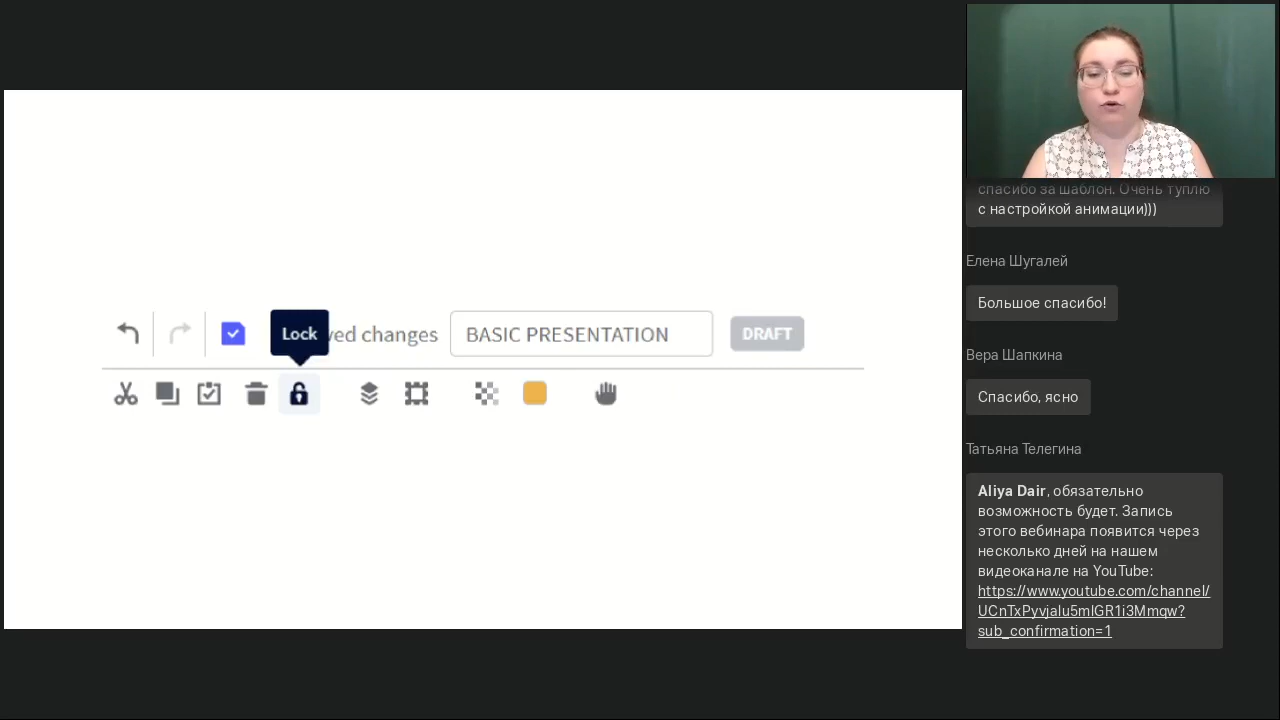 Lock
ved changes
BASIC PRESENTATION
DRAFT
спасибо за шаблон. Очень туплю
с настройкой анимации)))
Елена Шугалей
Большое спасибо!
Вера Шапкина
Спасибо, ясно
Татьяна Телегина
Aliya Dair, обязательно
возможность будет. Запись
этого вебинара появится через
несколько дней на нашем
видеоканале на YouTube:
https://www.youtube.com/channel/
UCnTxPyvjalu5mlGR1i3Mmqw?
sub_confirmation=1